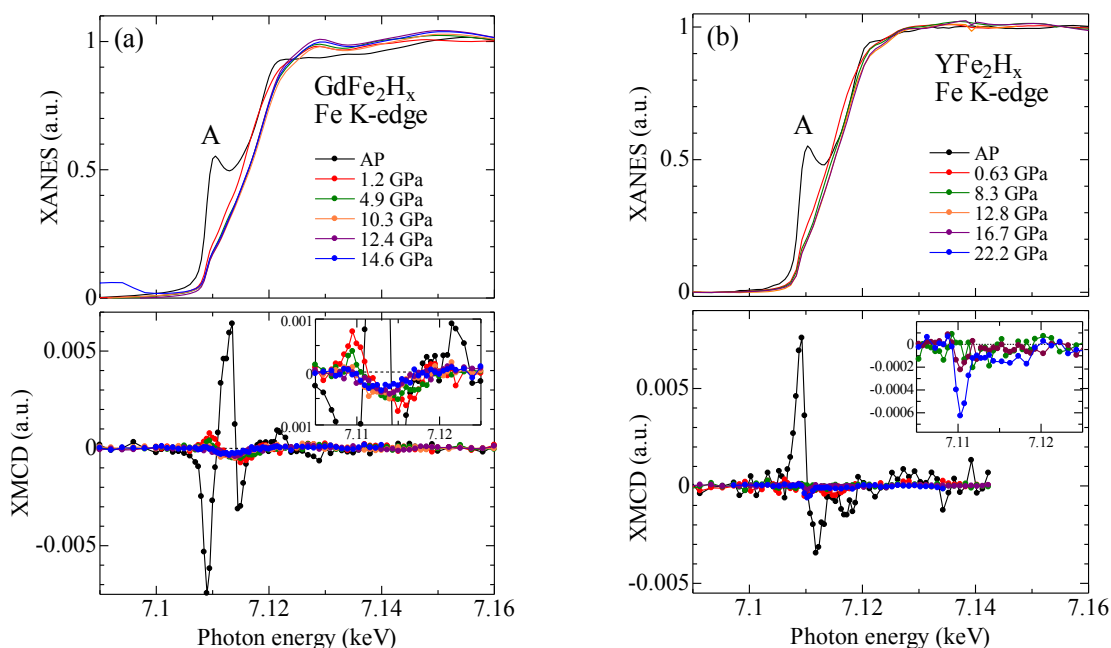 (a)
GdFe2Hx
Fe K-edge
A
AP
1.2 GPa
4.9 GPa
10.3 GPa
12.4 GPa
14.6 GPa
XANES (a.u.)
1
0.5
0
XMCD (a.u.)
0.005
0
-0.005
0.001
0
0.001
7.11
7.12
7.1
7.12
7.14
7.16
Photon energy (keV)
(b)
YFe2Hx
Fe K-edge
A
AP
0.63 GPa
8.3 GPa
12.8 GPa
16.7 GPa
22.2 GPa
XANES (a.u.)
1
0.5
0
XMCD (a.u.)
0.005
0
-0.005
0.0000
-0.0002
-0.0004
-0.0006
7.11
7.12
7.1
7.12
7.14
7.16
Photon energy (keV)